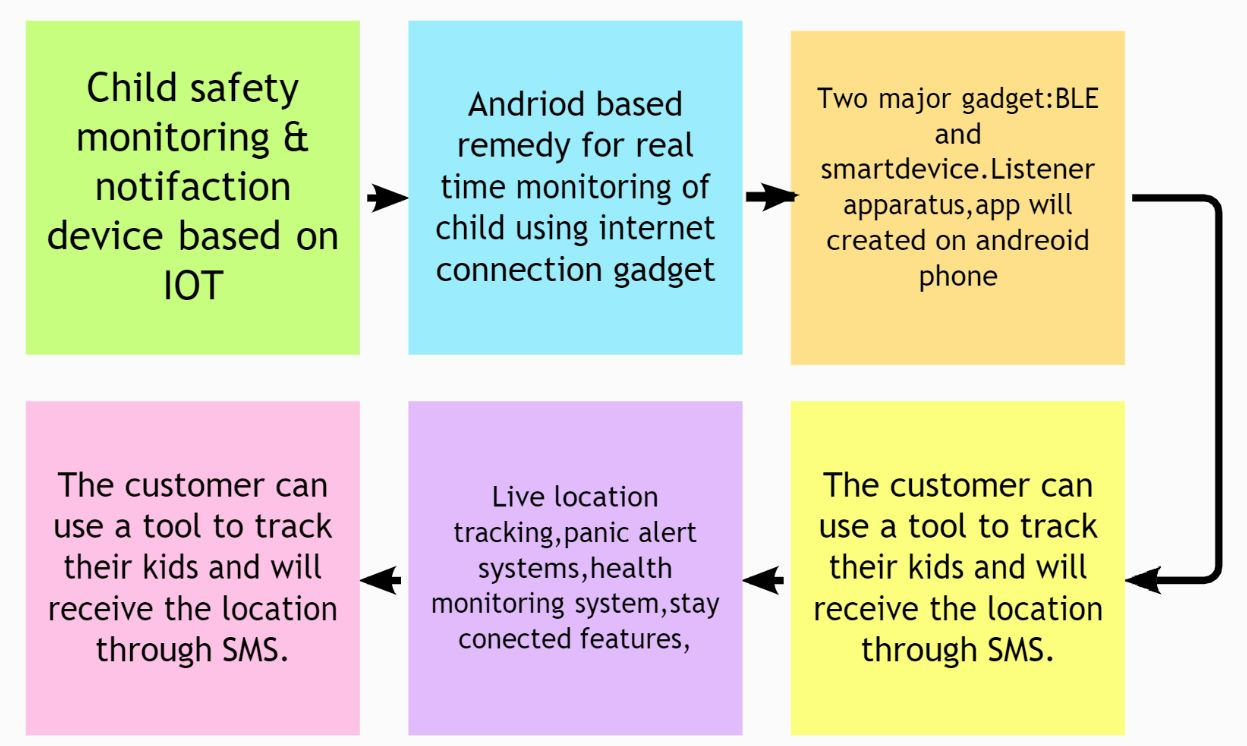 Child safety
monitoring &
notifaction
device based on
IOT
Andriod based
remedy for real
time monitoring of
child using internet
connection gadget
Two major gadget:BLE
and
smartdevice.Listener
apparatus,app will
created on andreoid
phone
The customer can
use a tool to track
their kids and will
receive the location
through SMS.
Live location
tracking,panic alert
systems,health
monitoring system,stay
conected features,
The customer can
use a tool to track
their kids and will
receive the location
through SMS.